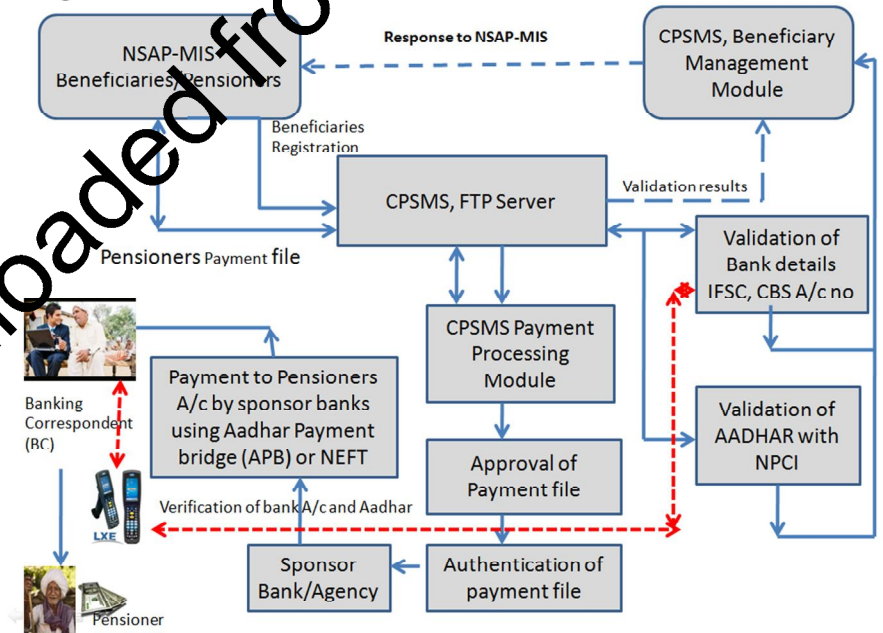 NSAP-MIS
Beneficiaries/Pensioners
Response to NSAP-MIS
CPSMS, Beneficiary
Management
Module
Beneficiaries
Registration
CPSMS, FTP Server
Validation results
Pensioners Payment file
Validation of
Bank details
IFSC, CBS A/c no
CPSMS Payment
Processing
Module
Payment to Pensioners
A/c by sponsor banks
using Aadhar Payment
bridge (APB) or NEFT
Banking
Correspondent
(BC)
Validation of
AADHAR with
NPCI
Approval of
Payment file
Verification of bank A/c and Aadhar
LXE
Sponsor
Bank/Agency
Authentication of
payment file
Pensioner